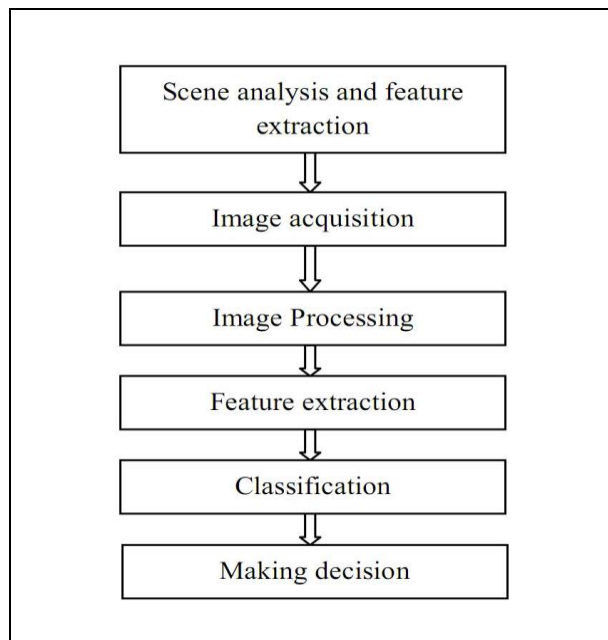 Scene analysis and feature
extraction
Image acquisition
Image Processing
Feature extraction
Classification
Making decision